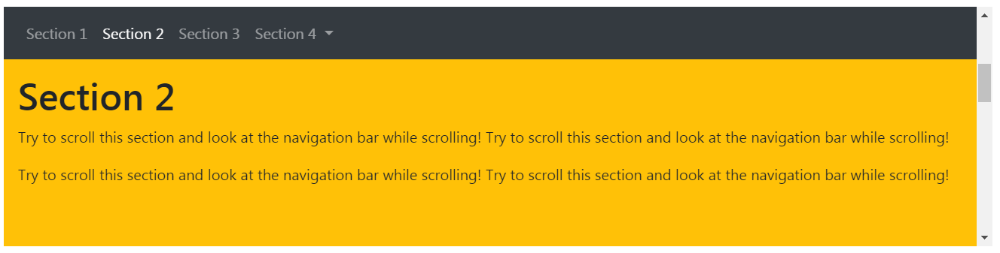 Section 1 Section 2 Section 3 Section 4
Section 2
Try to scroll this section and look at the navigation bar while scrolling! Try to scroll this section and look at the navigation bar while scrolling!
Try to scroll this section and look at the navigation bar while scrolling! Try to scroll this section and look at the navigation bar while scrolling!